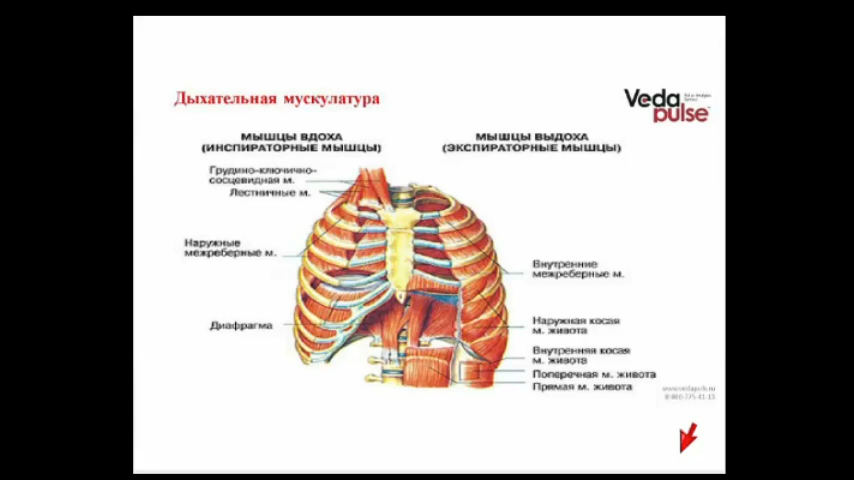 Дыхательная мускулатура
Veda
pulse
МЫШЦЫ ВДОХА
(ИНСПИРАТОРНЫЕ МЫШЦЫ)
МЫШЦЫ ВЫДОХА
(ЭКСПИРАТОРНЫЕ МЫШЦЫ)
Грудино-ключично-
сосцевидная м.
Лестничные м.
Наружные
межреберные м.
Диафрагма
Внутренние
межреберные м.
Наружная косая
м. живота
Внутренняя косая
м. живота
Поперечная м. живота
Прямая м. живота